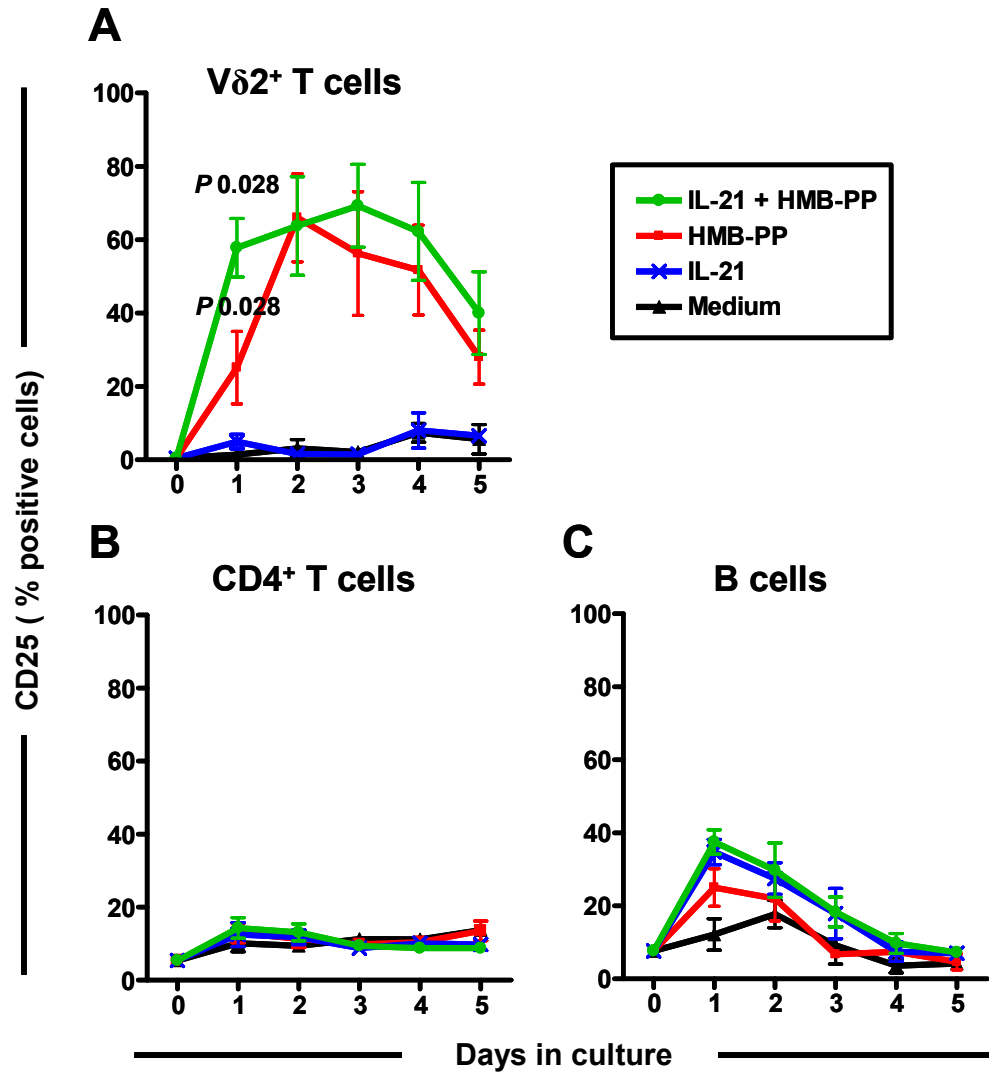 A
Vδ2⁺ T cells
100
80
60
40
20
0
P 0.028
P 0.028
0 1 2 3 4 5
IL-21 + HMB-PP
HMB-PP
IL-21
Medium
CD25 ( % positive cells)
B
CD4⁺ T cells
100
80
60
40
20
0
0 1 2 3 4 5
C
B cells
100
80
60
40
20
0
0 1 2 3 4 5
Days in culture